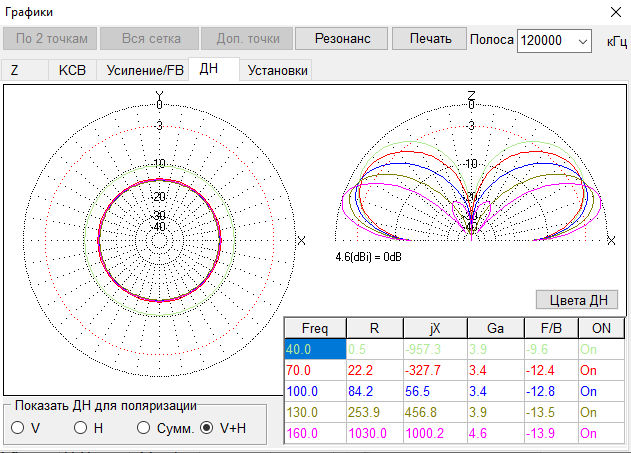 Графики
По 2 точкам Вся сетка Доп. точки Резонанс Печать Полоса 120000 кГц
Z КСВ Усиление/FB ДН Установки
Y Z
0 0
-3 -3
-10 -10
-20 -20
-30 -30
-40 -40
X X
4.6(dBi) = 0dB
Цвета ДН
Freq R jX Ga F/B ON
40.0 0.5 -957.3 3.9 -9.6 On
70.0 22.2 -327.7 3.4 -12.4 On
100.0 84.2 56.5 3.4 -12.8 On
130.0 253.9 456.8 3.9 -13.5 On
160.0 1030.0 1000.2 4.6 -13.9 On
Показать ДН для поляризации
V H Сумм. V+H